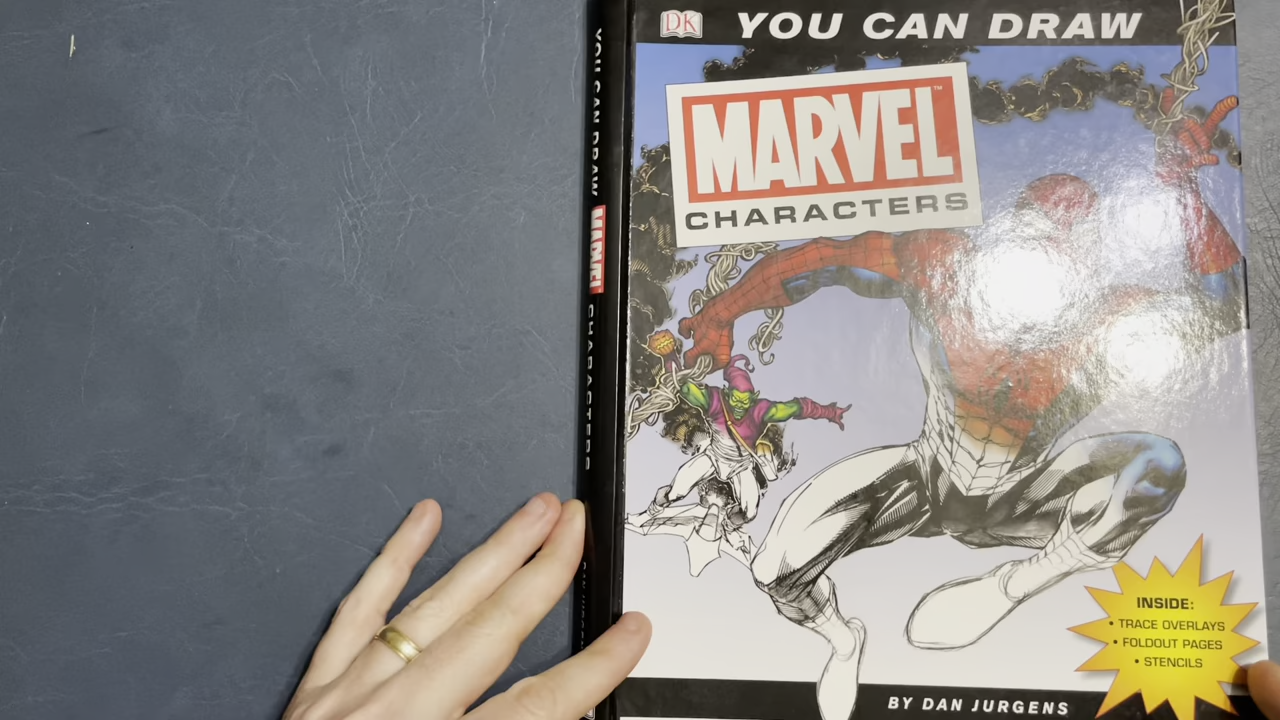 DK
YOU CAN DRAW
MARVEL™
CHARACTERS
YOU CAN DRAW MARVEL CHARACTERS
INSIDE:
• TRACE OVERLAYS
• FOLDOUT PAGES
• STENCILS
BY DAN JURGENS